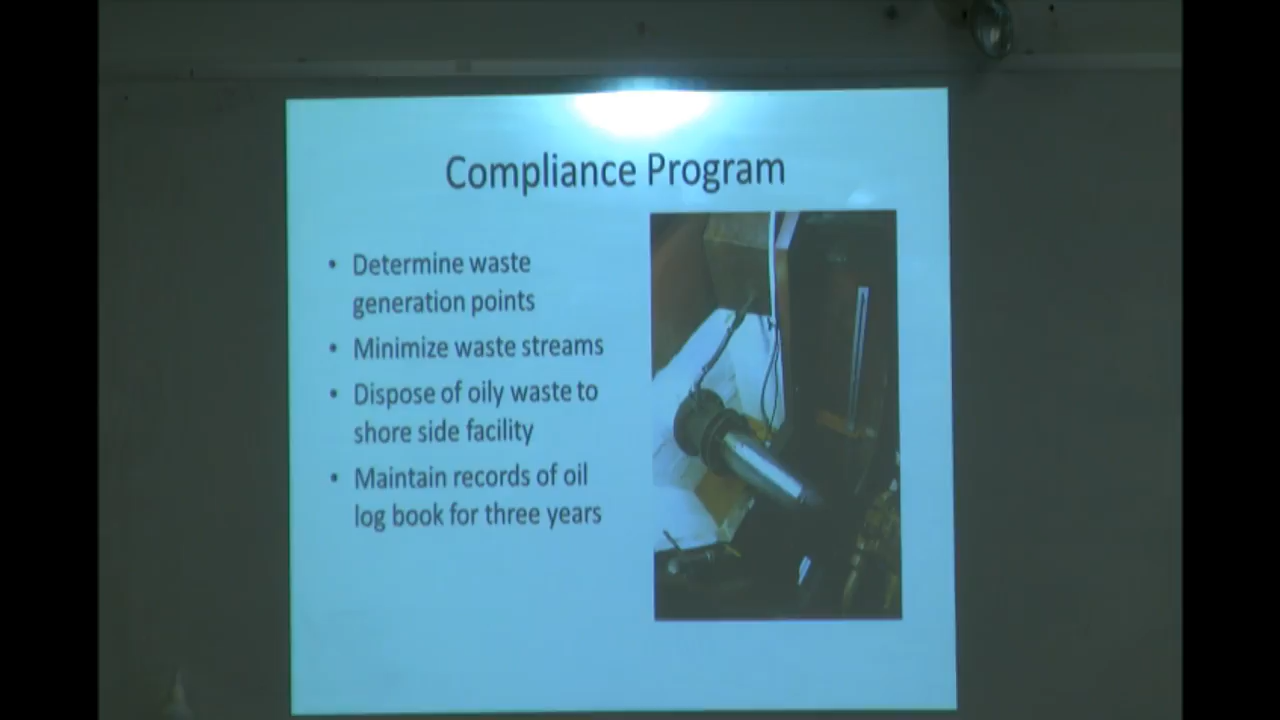 Compliance Program
• Determine waste
generation points
• Minimize waste streams
• Dispose of oily waste to
shore side facility
• Maintain records of oil
log book for three years